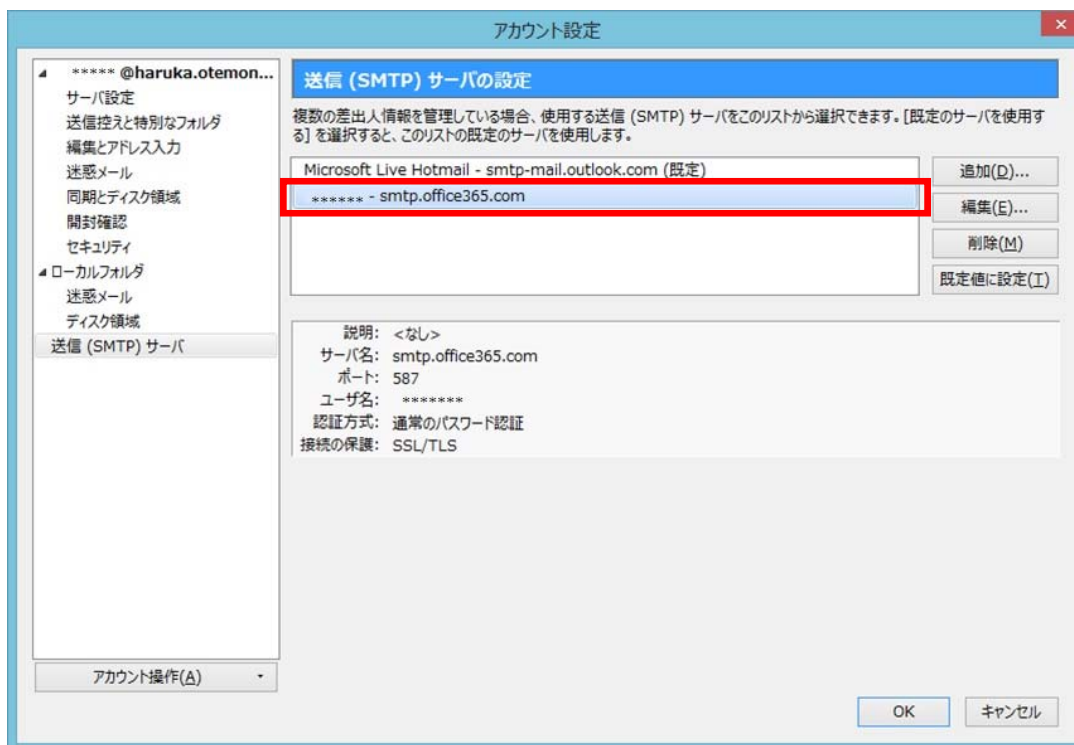 アカウント設定
***** @haruka.otemon...
サーバ設定
送信控えと特別なフォルダ
編集とアドレス入力
迷惑メール
同期とディスク領域
開封確認
セキュリティ
ローカルフォルダ
迷惑メール
ディスク領域
送信 (SMTP) サーバ
アカウント操作(A)
送信 (SMTP) サーバの設定
複数の差出人情報を管理している場合、使用する送信 (SMTP) サーバをこのリストから選択できます。[既定のサーバを使用す
る] を選択すると、このリストの既定のサーバを使用します。
Microsoft Live Hotmail - smtp-mail.outlook.com (既定)
****** - smtp.office365.com
追加(D)...
編集(E)...
削除(M)
既定値に設定(T)
説明: <なし>
サーバ名: smtp.office365.com
ポート: 587
ユーザ名: *******
認証方式: 通常のパスワード認証
接続の保護: SSL/TLS
OK
キャンセル